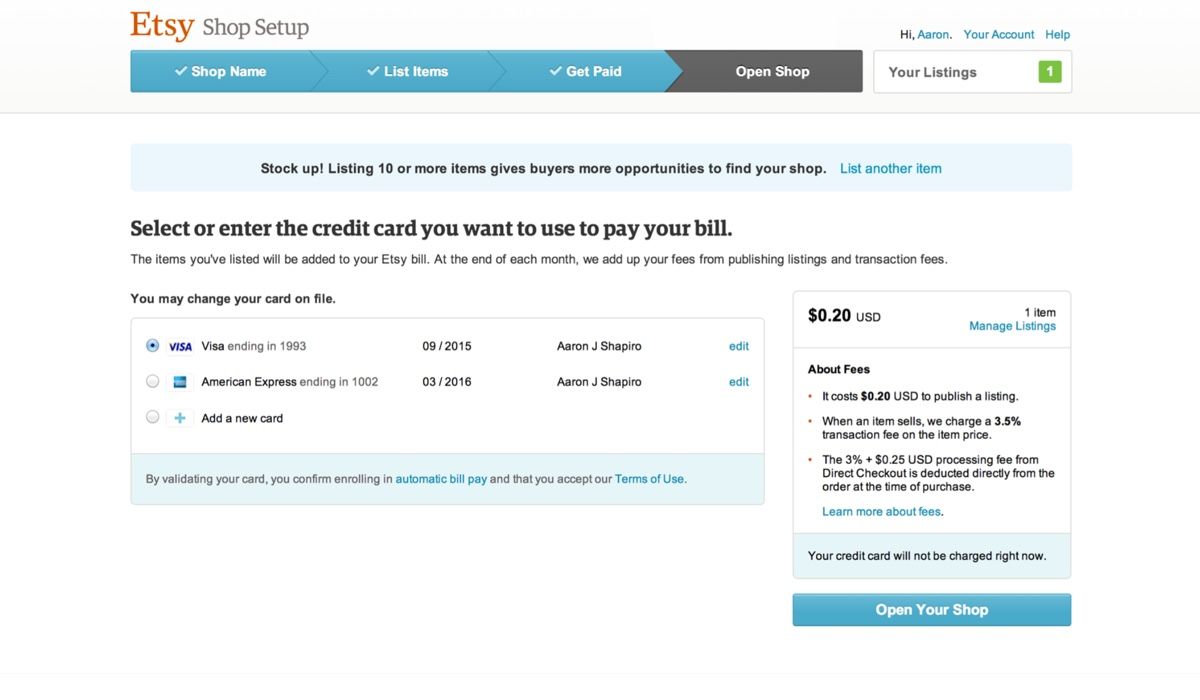 Etsy Shop Setup
Hi, Aaron. Your Account Help
✓ Shop Name ✓ List Items ✓ Get Paid Open Shop Your Listings 1
Stock up! Listing 10 or more items gives buyers more opportunities to find your shop. List another item
Select or enter the credit card you want to use to pay your bill.
The items you've listed will be added to your Etsy bill. At the end of each month, we add up your fees from publishing listings and transaction fees.
You may change your card on file.
VISA Visa ending in 1993 09 / 2015 Aaron J Shapiro edit
American Express ending in 1002 03 / 2016 Aaron J Shapiro edit
+ Add a new card
By validating your card, you confirm enrolling in automatic bill pay and that you accept our Terms of Use.
$0.20 USD 1 item
Manage Listings
About Fees
• It costs $0.20 USD to publish a listing.
• When an item sells, we charge a 3.5%
transaction fee on the item price.
• The 3% + $0.25 USD processing fee from
Direct Checkout is deducted directly from the
order at the time of purchase.
Learn more about fees.
Your credit card will not be charged right now.
Open Your Shop